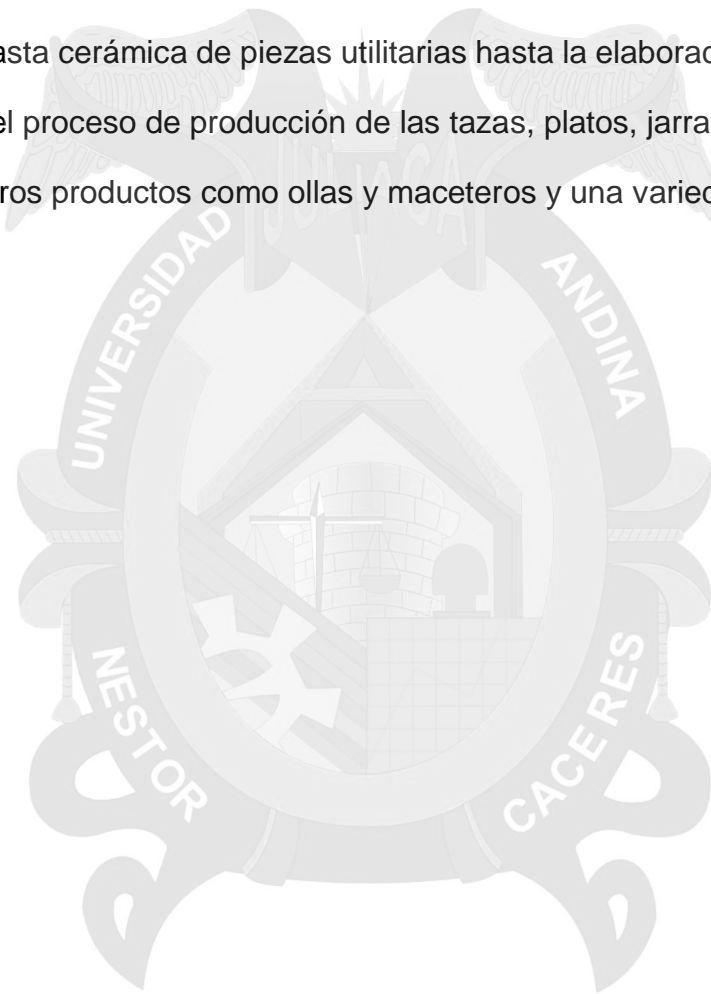 asta cerámica de piezas utilitarias hasta la elaborac
el proceso de producción de las tazas, platos, jarra
ros productos como ollas y maceteros y una varied
JULIACA
UNIVERSIDAD
ANDINA
NESTOR
CACERES